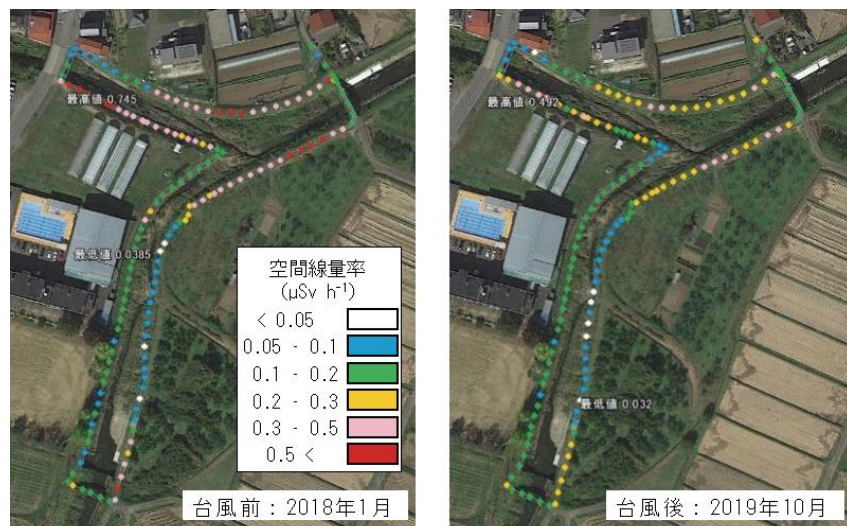 最高値 0.745
最低値 0.0385
空間線量率
(μSv h⁻¹)
< 0.05
0.05 - 0.1
0.1 - 0.2
0.2 - 0.3
0.3 - 0.5
0.5 <
台風前：2018年1月
最高値 0.492
最低値 0.032
台風後：2019年10月